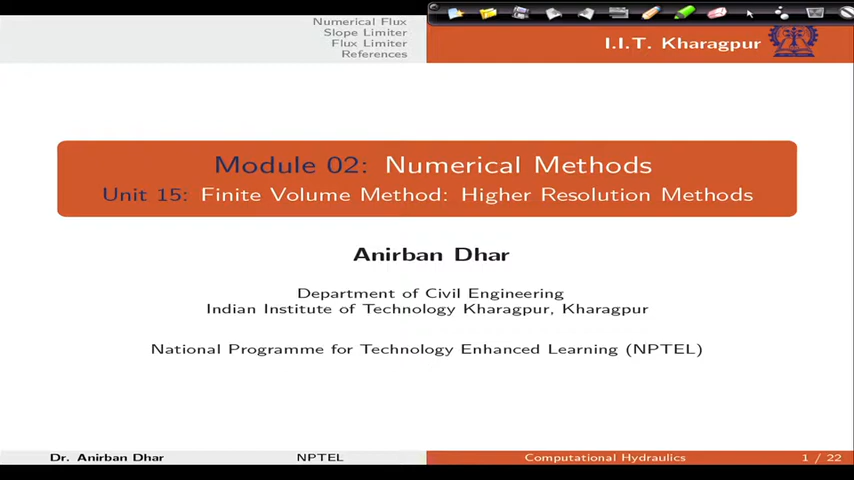 Numerical Flux
Slope Limiter
Flux Limiter
References
I.I.T. Kharagpur
Module 02: Numerical Methods
Unit 15: Finite Volume Method: Higher Resolution Methods
Anirban Dhar
Department of Civil Engineering
Indian Institute of Technology Kharagpur, Kharagpur
National Programme for Technology Enhanced Learning (NPTEL)
Dr. Anirban Dhar NPTEL Computational Hydraulics 1 / 22